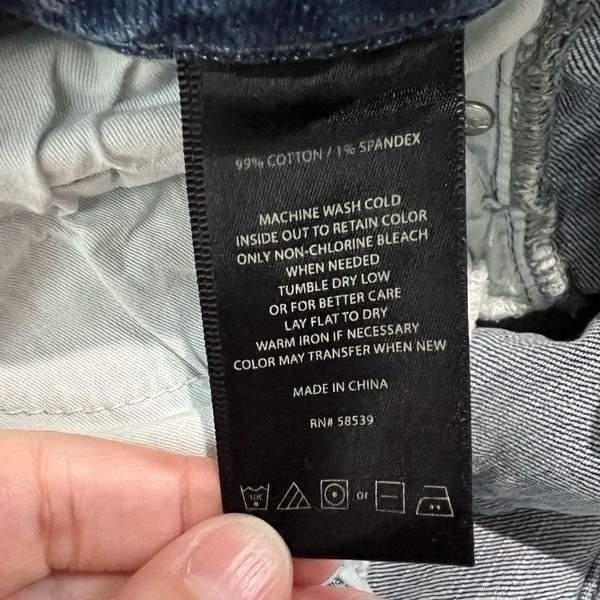 99% COTTON / 1% SPANDEX
MACHINE WASH COLD
INSIDE OUT TO RETAIN COLOR
ONLY NON-CHLORINE BLEACH
WHEN NEEDED
TUMBLE DRY LOW
OR FOR BETTER CARE
LAY FLAT TO DRY
WARM IRON IF NECESSARY
COLOR MAY TRANSFER WHEN NEW
MADE IN CHINA
RN# 58539
or